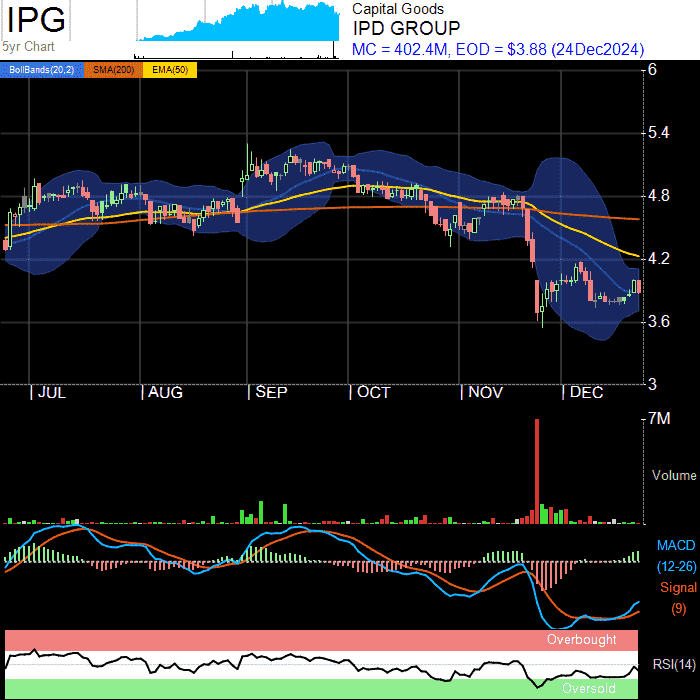 IPG
5yr Chart
Capital Goods
IPD GROUP
MC = 402.4M, EOD = $3.88 (24Dec2024)
BollBands(20,2) SMA(200) EMA(50)
6
5.4
4.8
4.2
3.6
3
JUL AUG SEP OCT NOV DEC
7M
Volume
MACD
(12-26)
Signal
(9)
Overbought
RSI(14)
Oversold